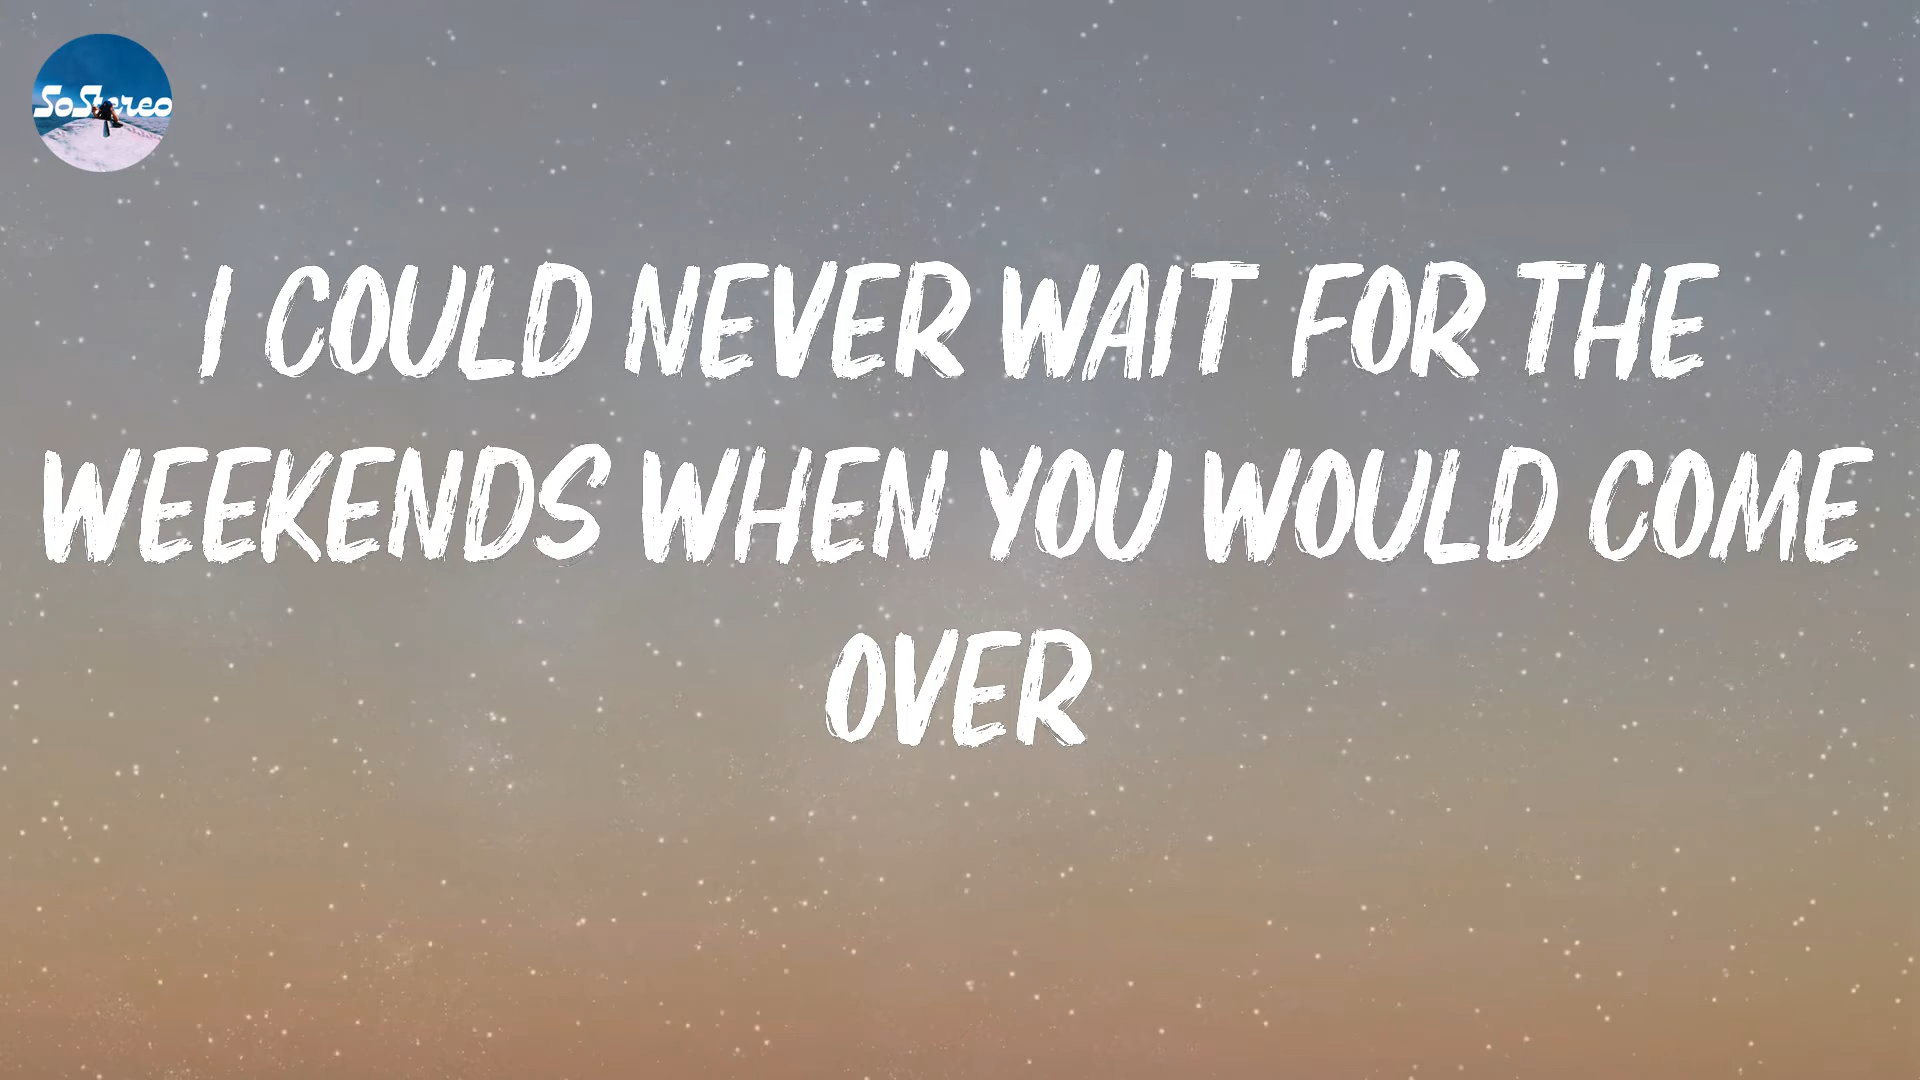 SoStereo
I COULD NEVER WAIT FOR THE
WEEKENDS WHEN YOU WOULD COME
OVER